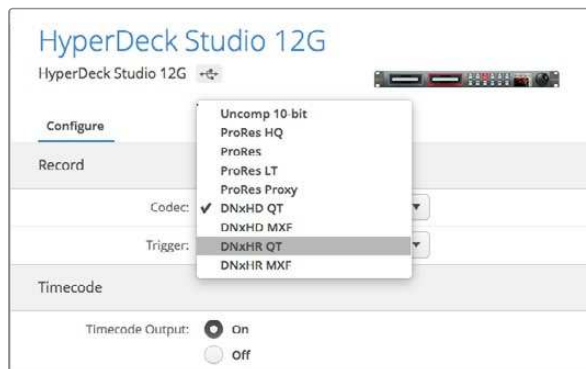 HyperDeck Studio 12G
HyperDeck Studio 12G
Configure
Record
Codec:
Uncomp 10-bit
ProRes HQ
ProRes
ProRes LT
ProRes Proxy
✓ DNxHD QT
DNxHD MXF
DNxHR QT
DNxHR MXF
Trigger:
Timecode
Timecode Output:
On
Off